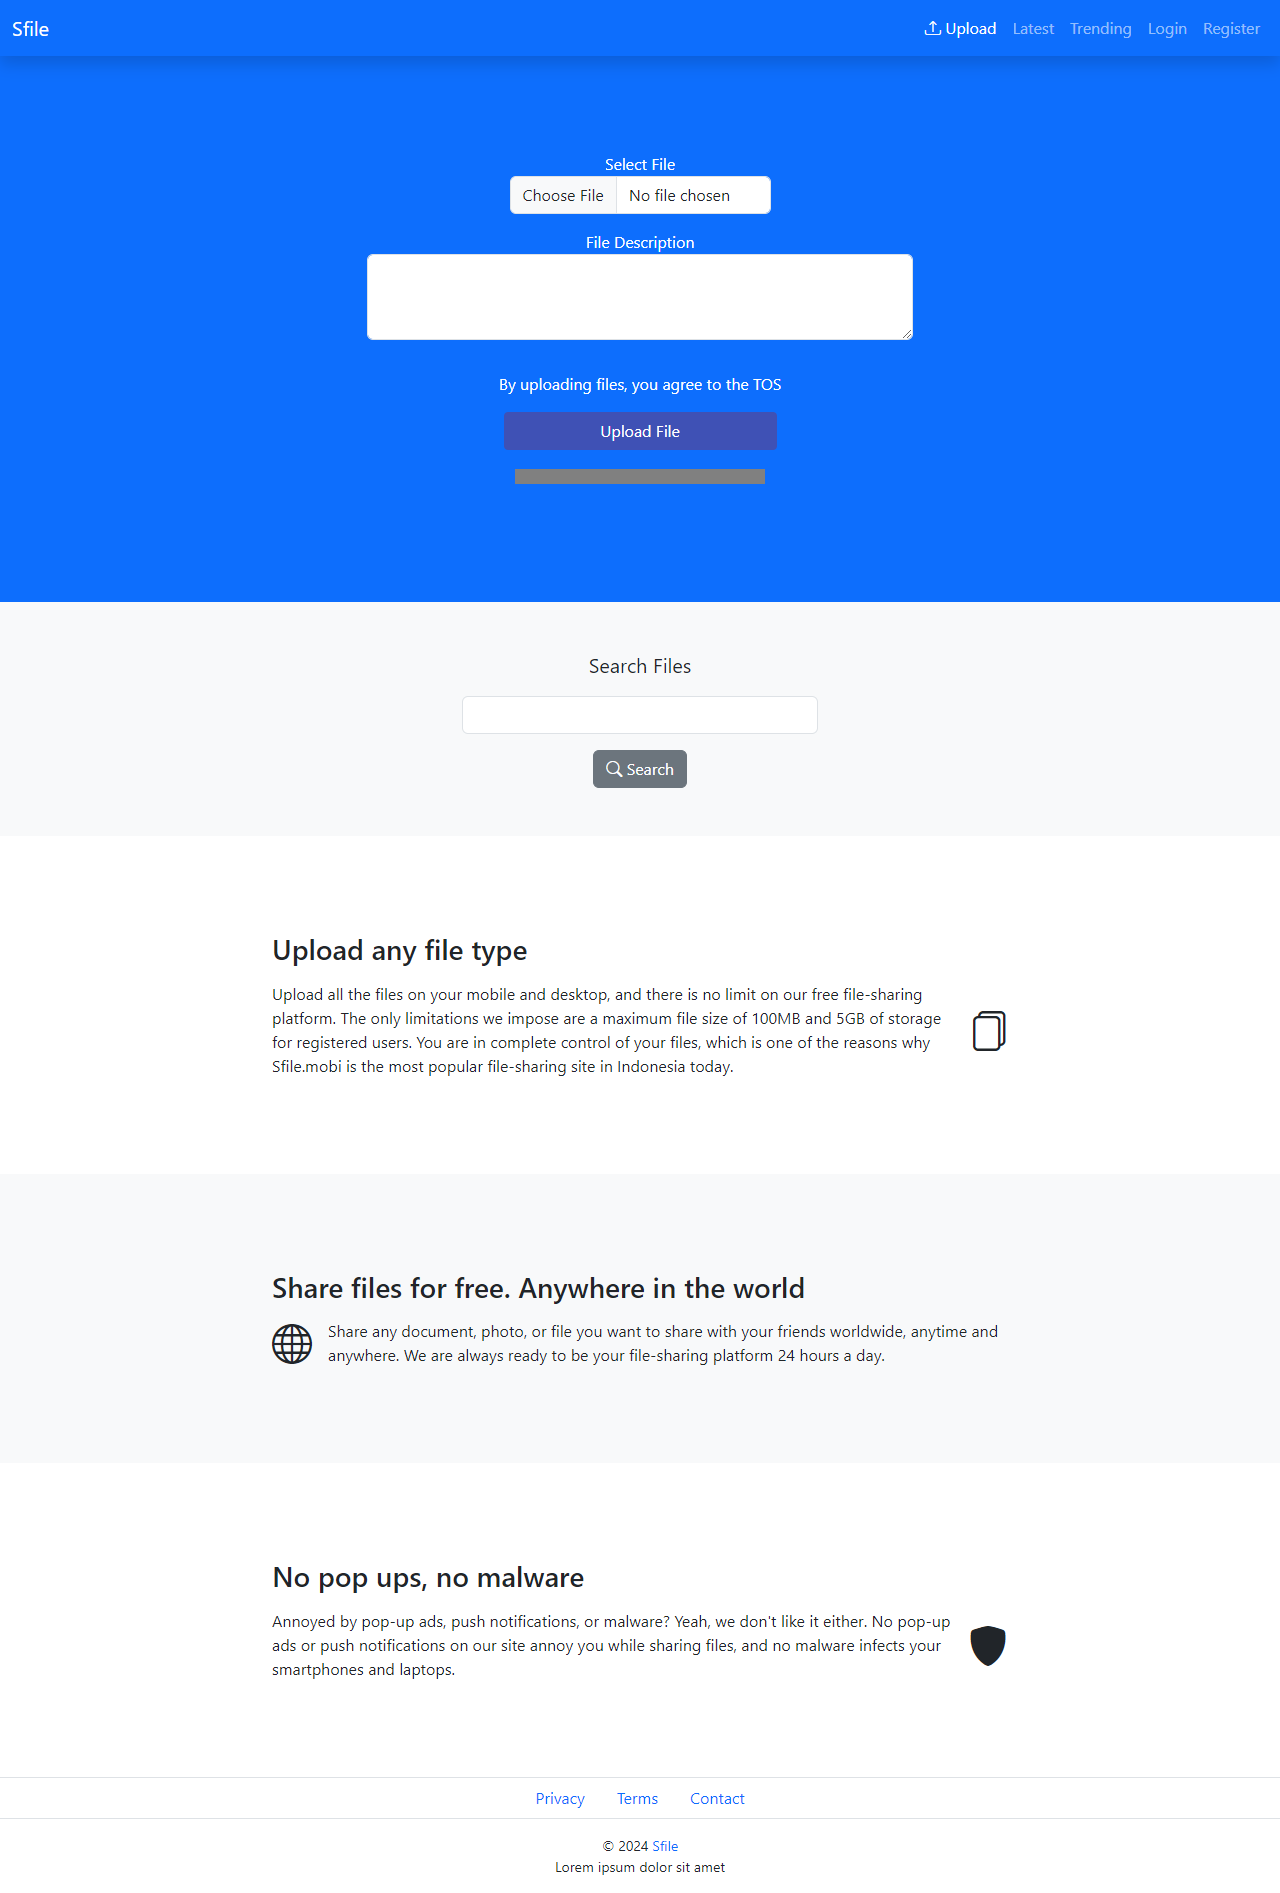 Sfile
Upload Latest Trending Login Register
Select File
Choose File No file chosen
File Description
By uploading files, you agree to the TOS
Upload File
Search Files
Search
Upload any file type
Upload all the files on your mobile and desktop, and there is no limit on our free file-sharing
platform. The only limitations we impose are a maximum file size of 100MB and 5GB of storage
for registered users. You are in complete control of your files, which is one of the reasons why
Sfile.mobi is the most popular file-sharing site in Indonesia today.
Share files for free. Anywhere in the world
Share any document, photo, or file you want to share with your friends worldwide, anytime and
anywhere. We are always ready to be your file-sharing platform 24 hours a day.
No pop ups, no malware
Annoyed by pop-up ads, push notifications, or malware? Yeah, we don't like it either. No pop-up
ads or push notifications on our site annoy you while sharing files, and no malware infects your
smartphones and laptops.
Privacy Terms Contact
© 2024 Sfile
Lorem ipsum dolor sit amet